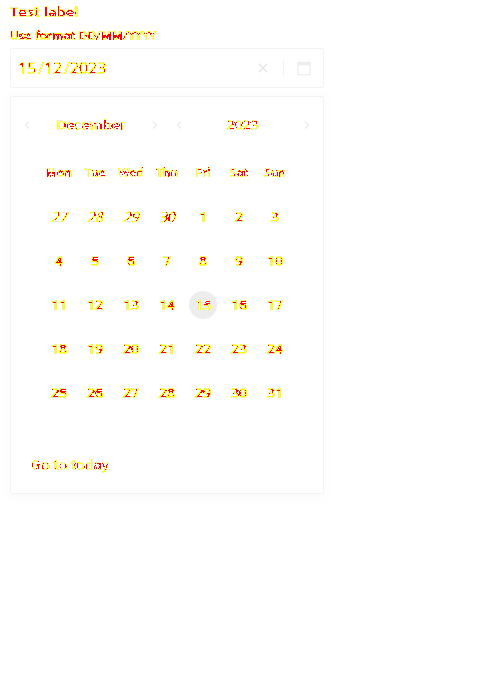 Test label
Use format DD/MM/YYYY
15/12/2023
December 2023
Mon Tue Wed Thu Fri Sat Sun
27 28 29 30 1 2 3
4 5 6 7 8 9 10
11 12 13 14 15 16 17
18 19 20 21 22 23 24
25 26 27 28 29 30 31
Go to today